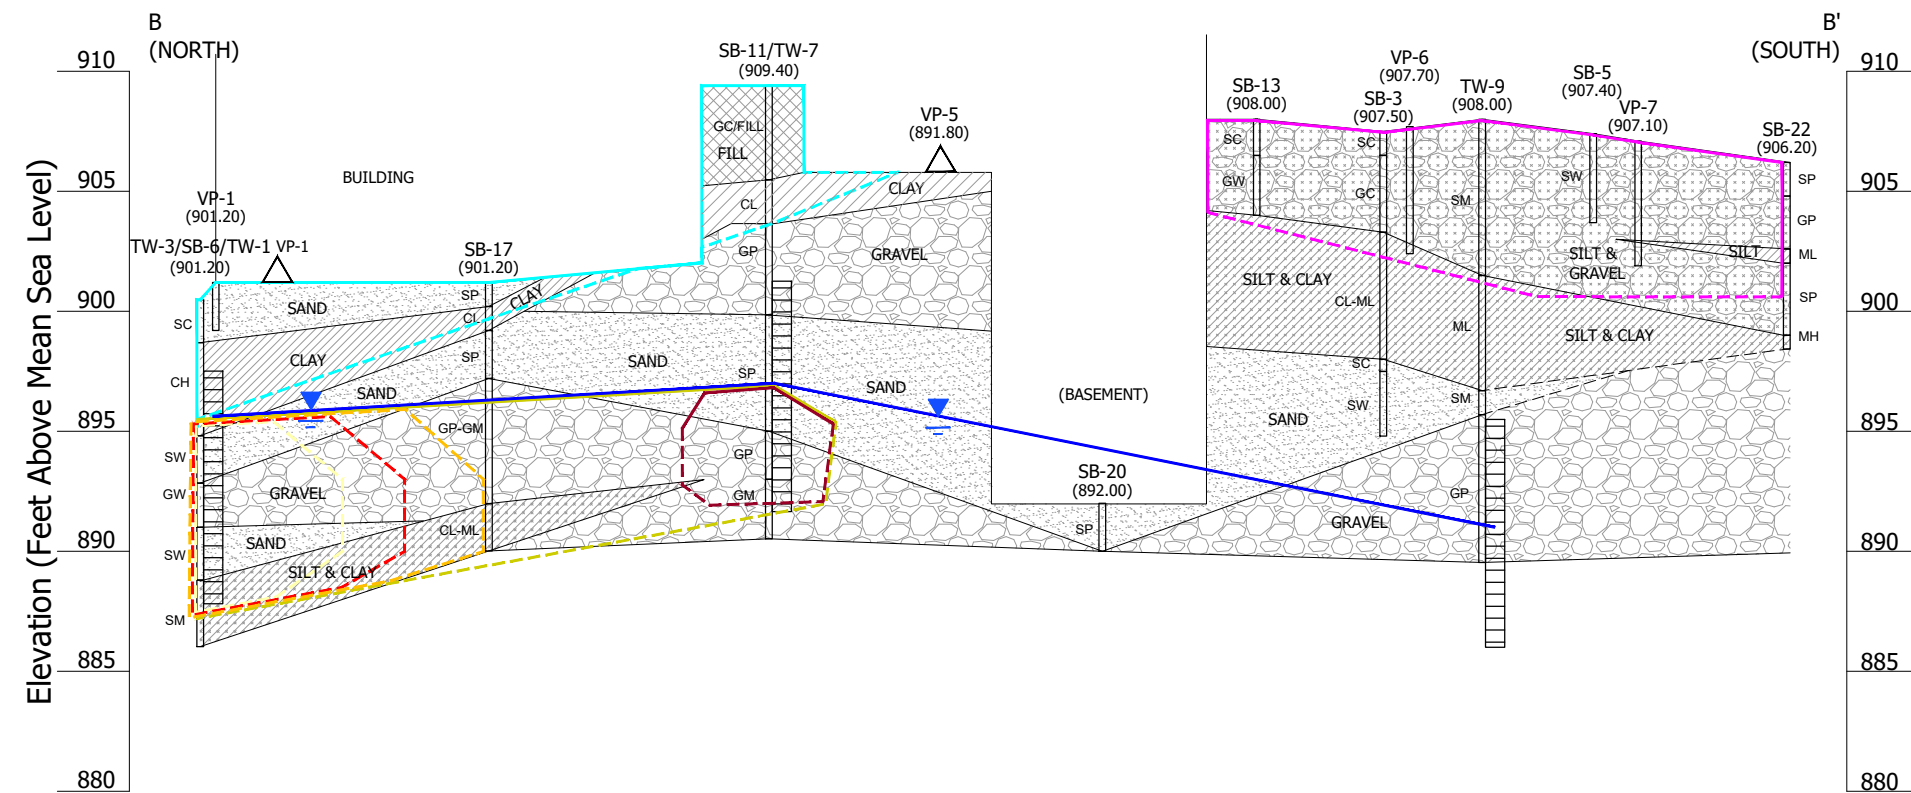 B
(NORTH)
B'
(SOUTH)
910
905
900
895
890
885
880
Elevation (Feet Above Mean Sea Level)
910
905
900
895
890
885
880
VP-1
(901.20)
TW-3/SB-6/TW-1 VP-1
(901.20)
BUILDING
SB-17
(901.20)
SB-11/TW-7
(909.40)
VP-5
(891.80)
SB-20
(892.00)
(BASEMENT)
SB-13
(908.00)
VP-6
(907.70)
SB-3
(907.50)
TW-9
(908.00)
SB-5
(907.40)
VP-7
(907.10)
SB-22
(906.20)
SC
CH
SW
GW
SW
SM
SAND
CLAY
SAND
GRAVEL
SAND
SILT & CLAY
SP
CL
SP
GP-GM
CL-ML
CLAY
GC/FILL
FILL
CL
GP
SP
GP
GM
SAND
CLAY
GRAVEL
SAND
SP
SC
GW
SILT & CLAY
SC
GC
CL-ML
SC
SW
SAND
GRAVEL
SM
ML
SM
GP
SW
SILT &
GRAVEL
SILT
SILT & CLAY
SP
GP
ML
SP
MH